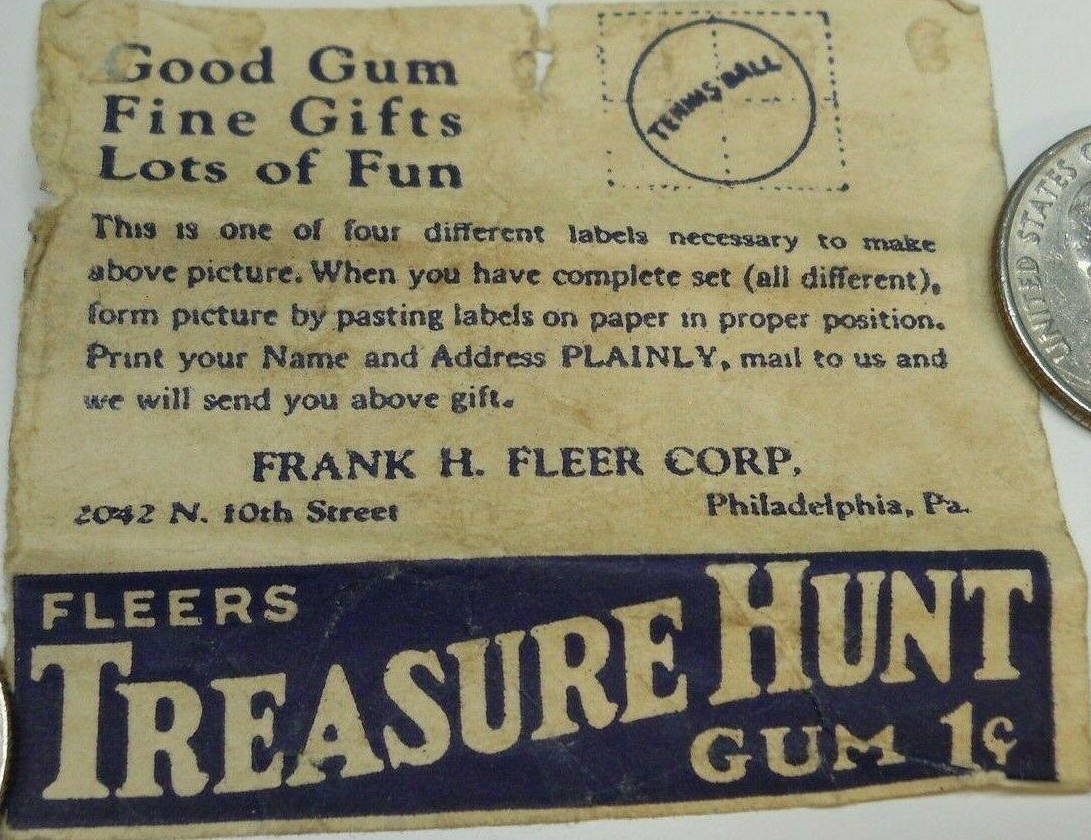 Good Gum
Fine Gifts
Lots of Fun
TENNIS BALL
This is one of four different labels necessary to make
above picture. When you have complete set (all different),
form picture by pasting labels on paper in proper position.
Print your Name and Address PLAINLY, mail to us and
we will send you above gift.
FRANK H. FLEER CORP.
2042 N. 10th Street Philadelphia, Pa.
FLEERS
TREASURE HUNT
GUM 1¢
UNITED STATES